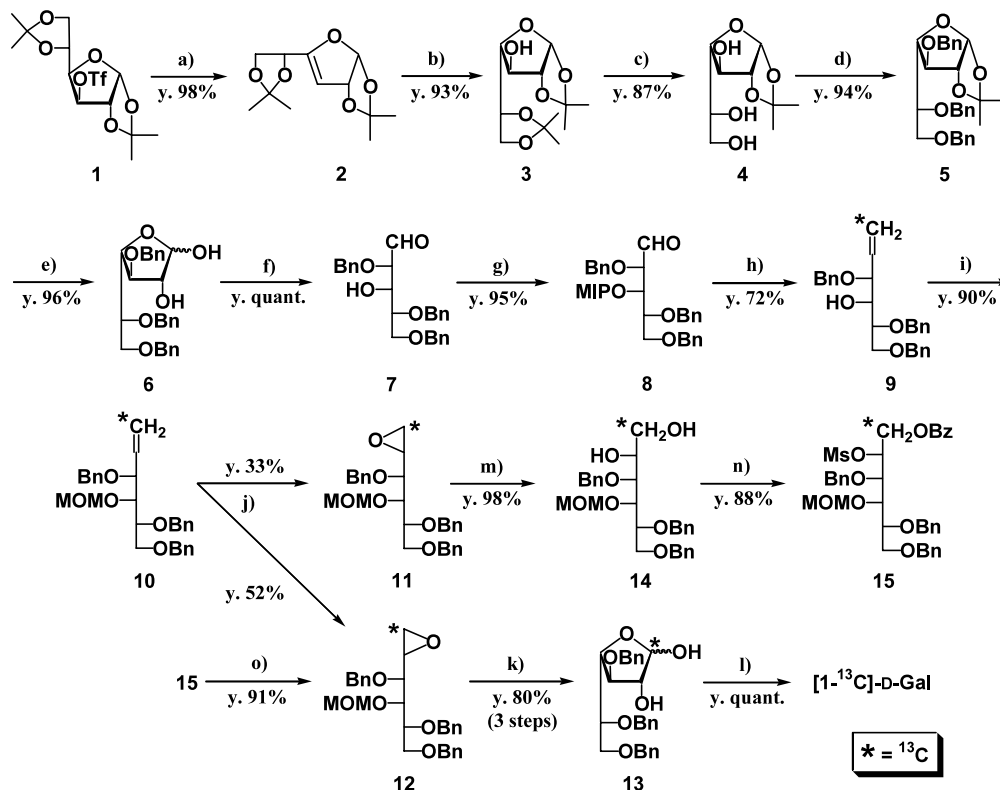 a) b) c) d)
y. 98% y. 93% y. 87% y. 94%
O O O OTf O O O
O O O O O
O OH O O O O
O OH O O OH OH
O OBn O O OBn OBn
1 2 3 4 5
e) f) g) h) i)
y. 96% y. quant. y. 95% y. 72% y. 90%
O OBn OH OH OBn OBn
CHO BnO HO OBn OBn
CHO BnO MIPO OBn OBn
*CH2 BnO HO OBn OBn
6 7 8 9
*CH2 BnO MOMO OBn OBn
y. 33%
j)
y. 52%
O * BnO MOMO OBn OBn
m)
y. 98%
*CH2OH HO BnO MOMO OBn OBn
n)
y. 88%
*CH2OBz MsO BnO MOMO OBn OBn
10 11 14 15
15 o) y. 91%
* O BnO MOMO OBn OBn
k)
y. 80%
(3 steps)
O * OH OBn OH OBn OBn
l)
y. quant.
[1-13C]-D-Gal
* = 13C
12 13